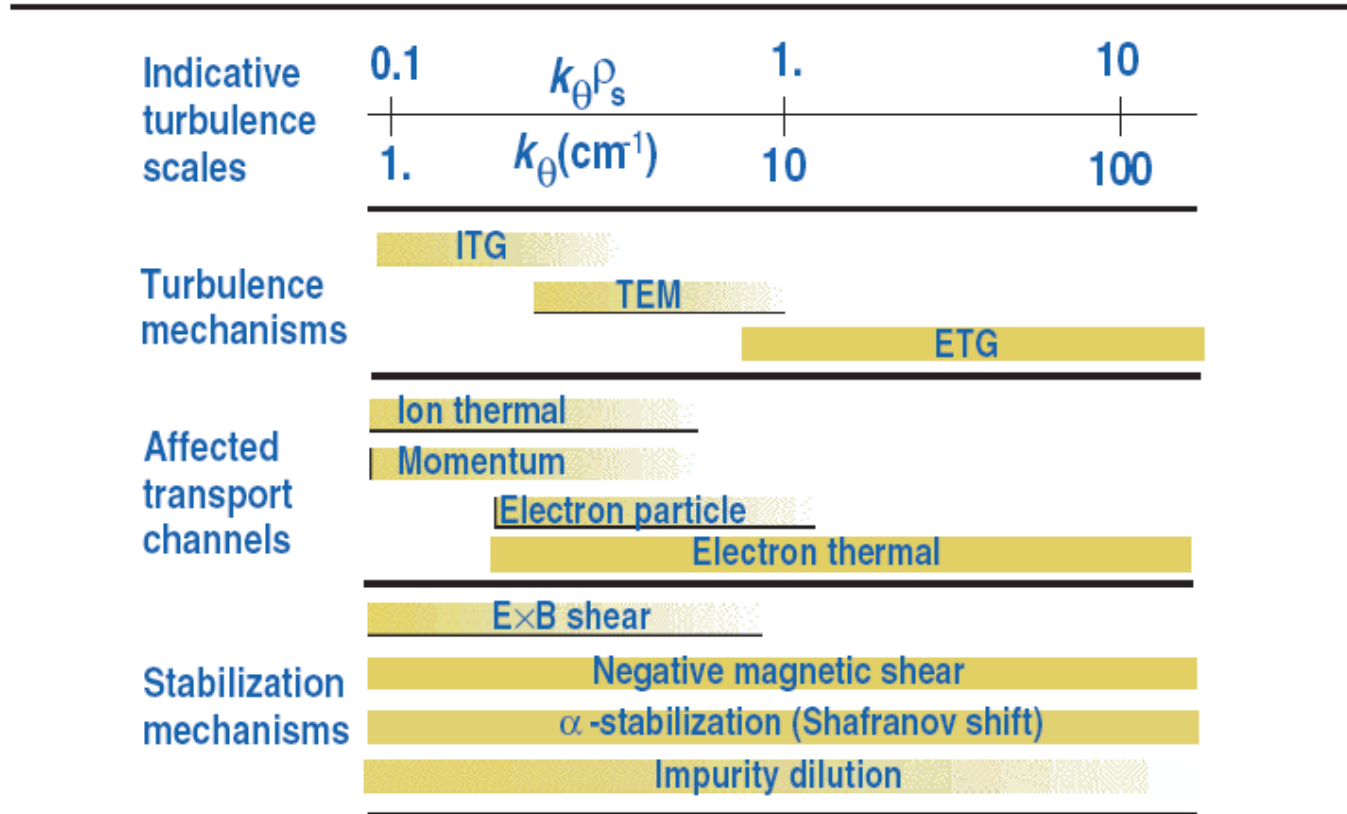 Indicative
turbulence
scales
0.1 kθρs 1. 10
1. kθ(cm⁻¹) 10 100
Turbulence
mechanisms
ITG
TEM
ETG
Affected
transport
channels
Ion thermal
Momentum
Electron particle
Electron thermal
Stabilization
mechanisms
E×B shear
Negative magnetic shear
α -stabilization (Shafranov shift)
Impurity dilution